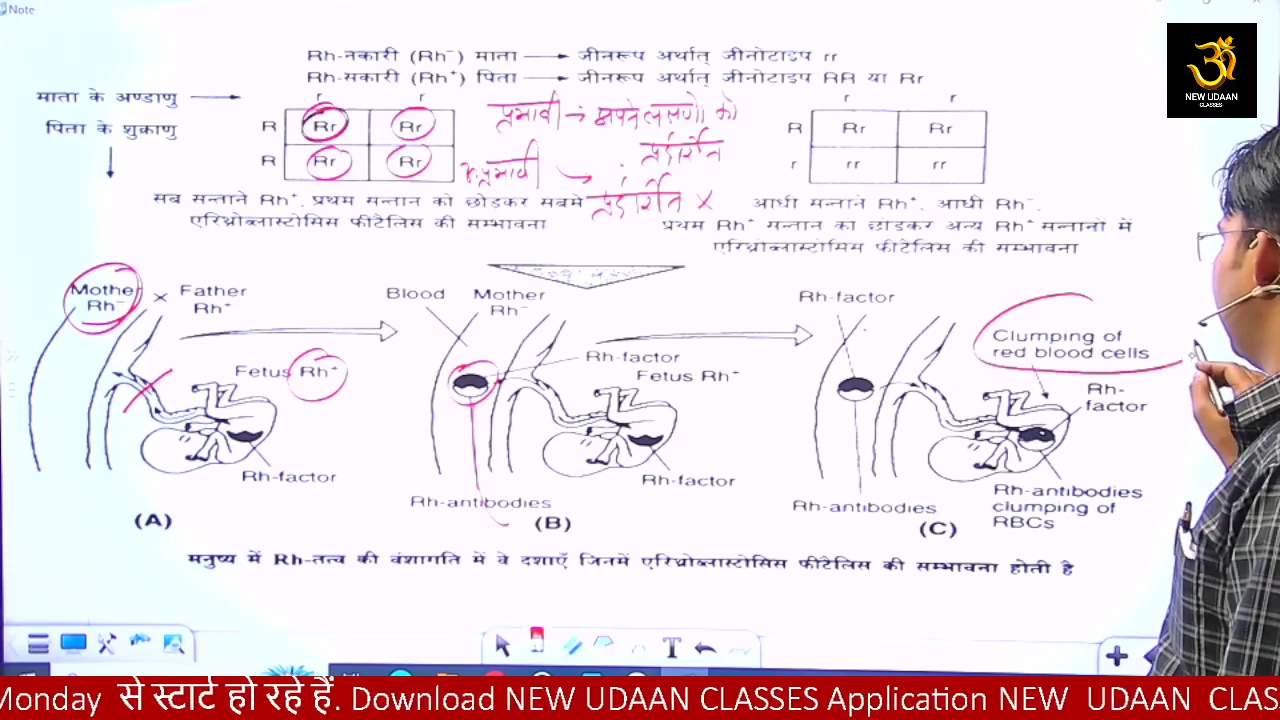 Note
Rh-नकारी (Rh⁻) माता ⟶ जीनरूप अर्थात् जीनोटाइप rr
Rh-सकारी (Rh⁺) पिता ⟶ जीनरूप अर्थात् जीनोटाइप RR या Rr
माता के अण्डाणु ⟶ r r r r
पिता के शुक्राणु R Rr Rr R Rr Rr
R Rr Rr r rr rr
प्रभावी → अपने लक्षणों को
प्रदर्शित
अप्रभावी →
प्रदर्शित ×
सब सन्ताने Rh⁺, प्रथम सन्तान को छोड़कर सबमे
एरिथ्रोब्लास्टोसिस फीटैलिस की सम्भावना
आधी सन्ताने Rh⁺, आधी Rh⁻,
प्रथम Rh⁺ सन्तान को छोड़कर अन्य Rh⁺ सन्तानों में
एरिथ्रोब्लास्टोसिस फीटैलिस की सम्भावना
Mother Rh⁻ × Father Rh⁺
Fetus Rh⁺
Rh-factor
(A)
Blood
Mother Rh⁻
Rh-factor
Fetus Rh⁺
Rh-factor
Rh-antibodies
(B)
Rh-factor
Clumping of
red blood cells
Rh-
factor
Rh-antibodies
Rh-antibodies
clumping of
RBCs
(C)
मनुष्य में Rh-तत्व की वंशागति में वे दशाएँ जिनमें एरिथ्रोब्लास्टोसिस फीटैलिस की सम्भावना होती है
ॐ
NEW UDAAN
CLASSES
T
Monday से स्टार्ट हो रहे हैं. Download NEW UDAAN CLASSES Application NEW UDAAN CLAS